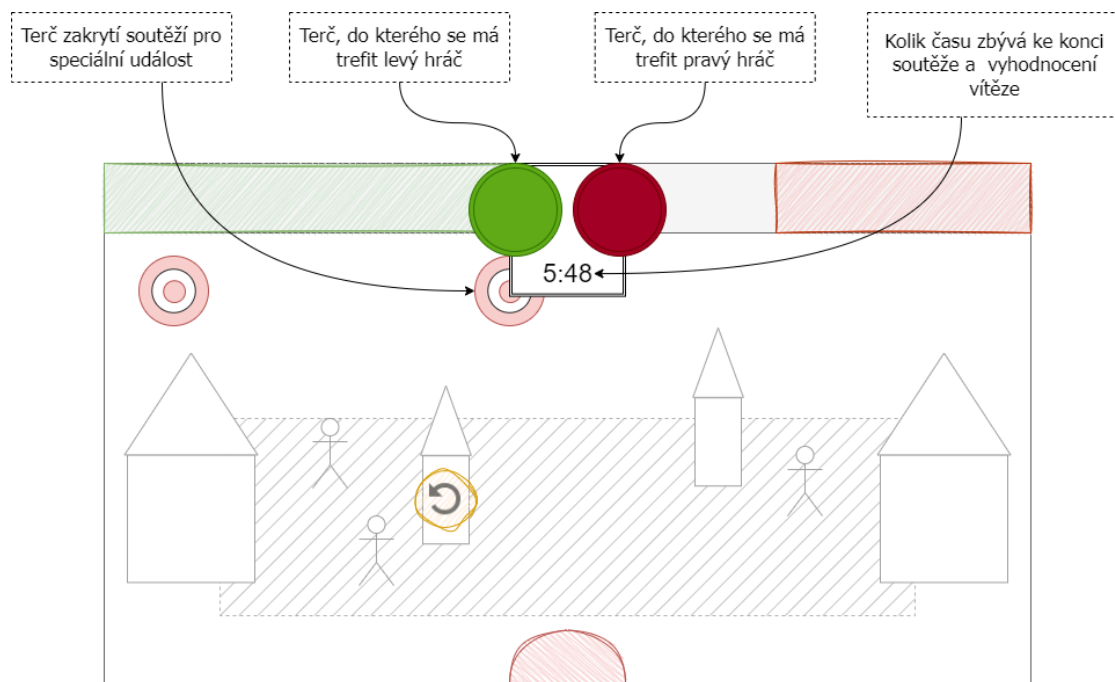 Terč zakrytí soutěží pro
speciální událost
Terč, do kterého se má
trefit levý hráč
Terč, do kterého se má
trefit pravý hráč
Kolik času zbývá ke konci
soutěže a vyhodnocení
vítěze
5:48